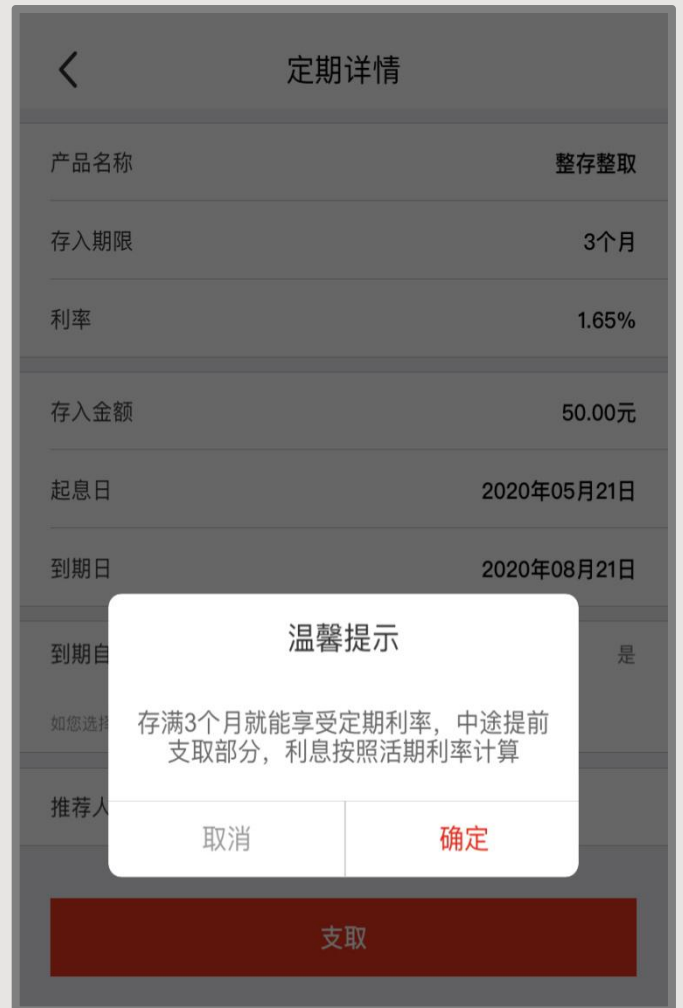 定期详情
产品名称 整存整取
存入期限 3个月
利率 1.65%
存入金额 50.00元
起息日 2020年05月21日
到期日 2020年08月21日
到期自 是
如您选择
推荐人
温馨提示
存满3个月就能享受定期利率，中途提前
支取部分，利息按照活期利率计算
取消 确定
支取